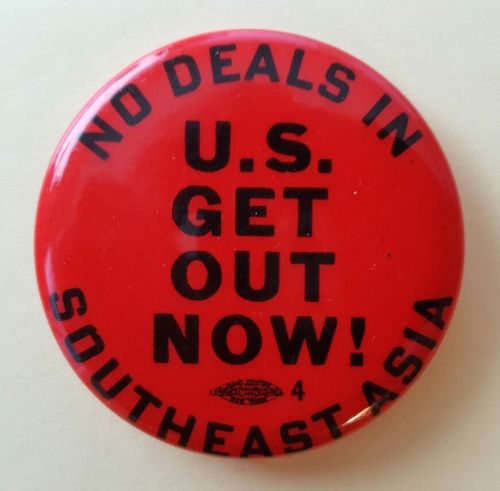 NO DEALS IN
U.S.
GET
OUT
NOW!
4
SOUTHEAST ASIA